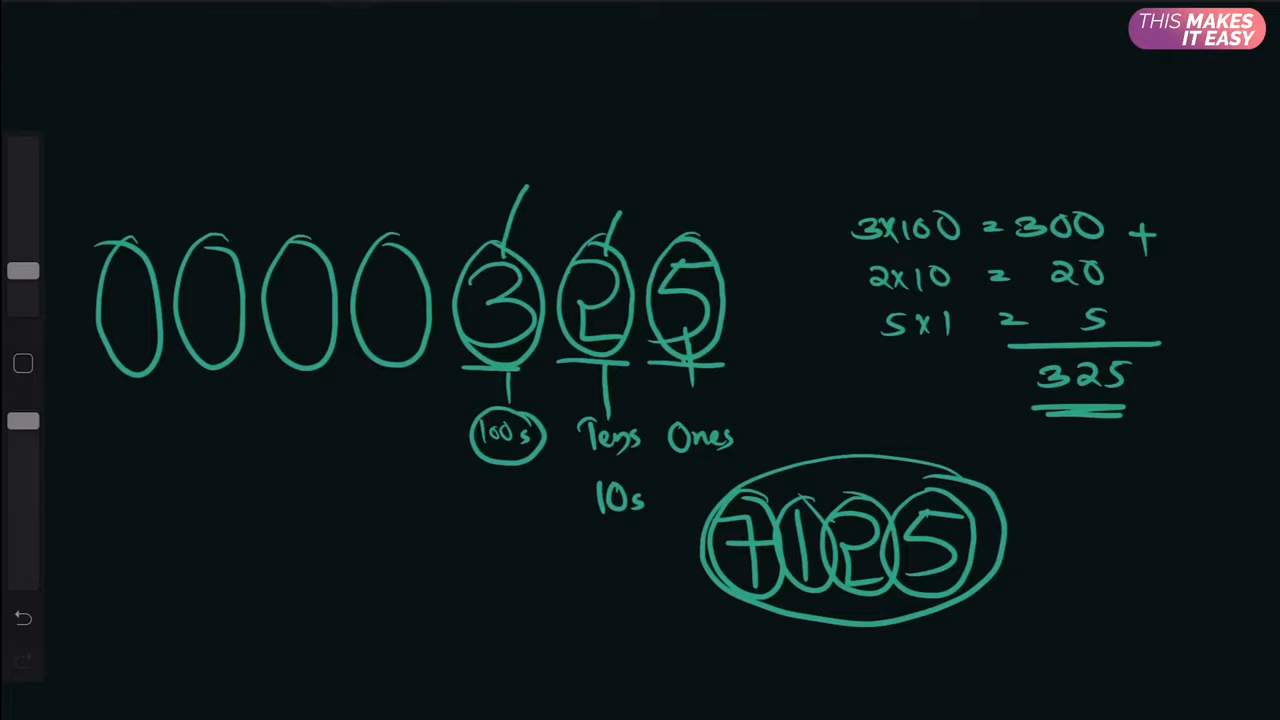 THIS MAKES
IT EASY
0 0 0 0 3 2 5
100s Tens Ones
10s
3x100 = 300 +
2x10 = 20
5x1 = 5
325
7125